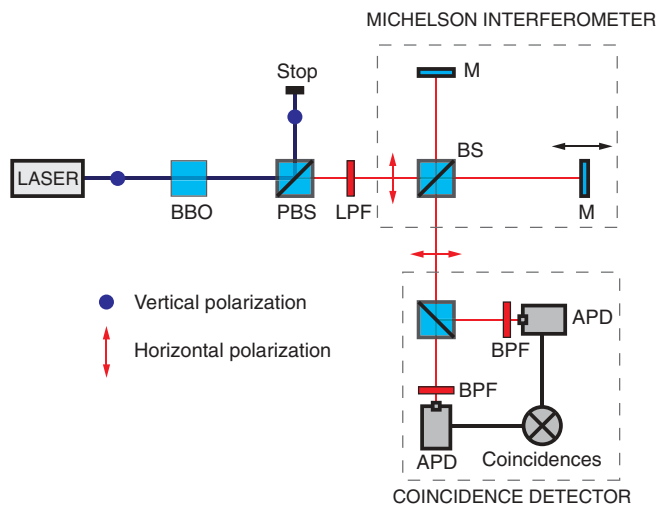 MICHELSON INTERFEROMETER
Stop
M
BS
LASER
BBO
PBS
LPF
M
Vertical polarization
Horizontal polarization
APD
BPF
BPF
APD
Coincidences
COINCIDENCE DETECTOR